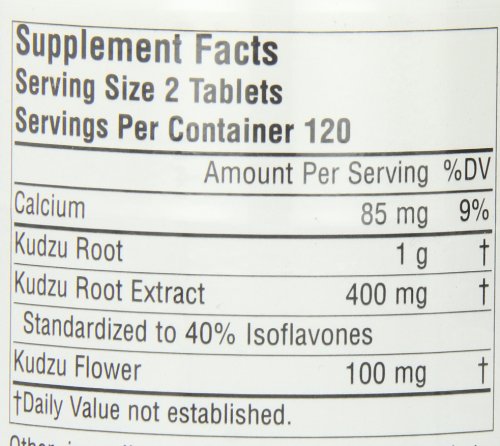 Supplement Facts
Serving Size 2 Tablets
Servings Per Container 120
Amount Per Serving %DV
Calcium 85 mg 9%
Kudzu Root 1 g †
Kudzu Root Extract 400 mg †
Standardized to 40% Isoflavones
Kudzu Flower 100 mg †
†Daily Value not established.